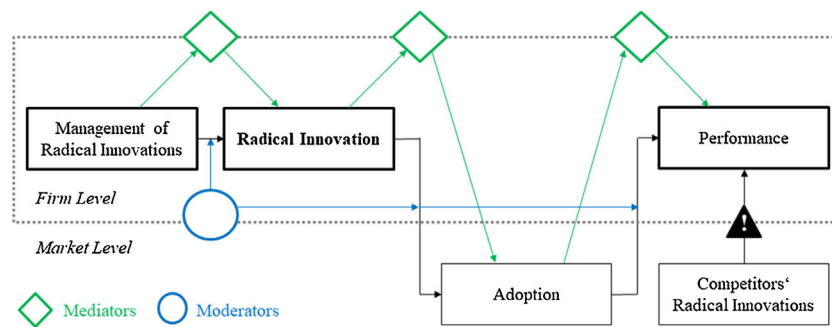 Management of
Radical Innovations
Radical Innovation
Performance
Firm Level
!
Market Level
Adoption
Competitors‘
Radical Innovations
Mediators
Moderators